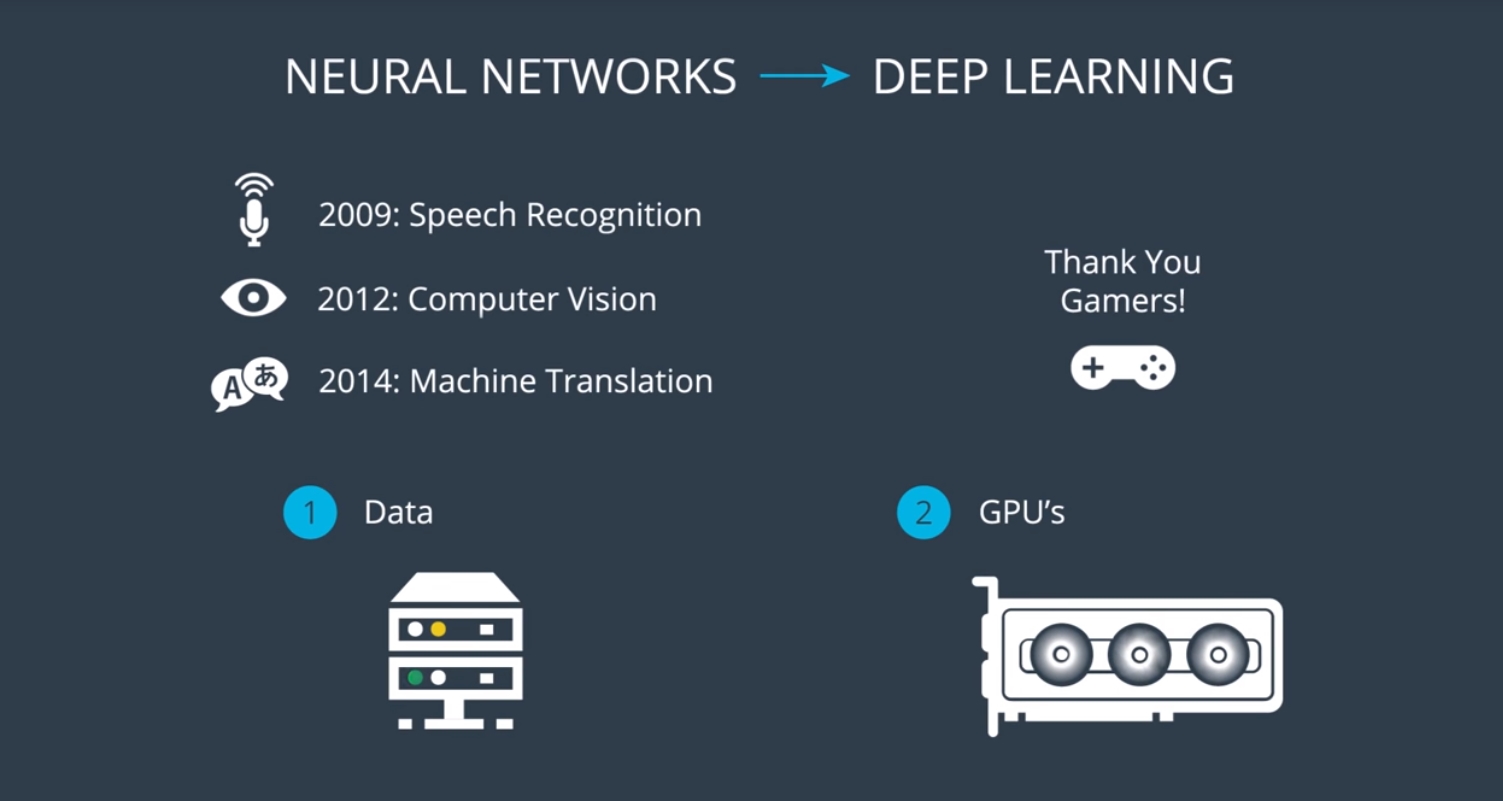 NEURAL NETWORKS → DEEP LEARNING
2009: Speech Recognition
2012: Computer Vision
A あ
2014: Machine Translation
Thank You
Gamers!
1 Data
2 GPU's